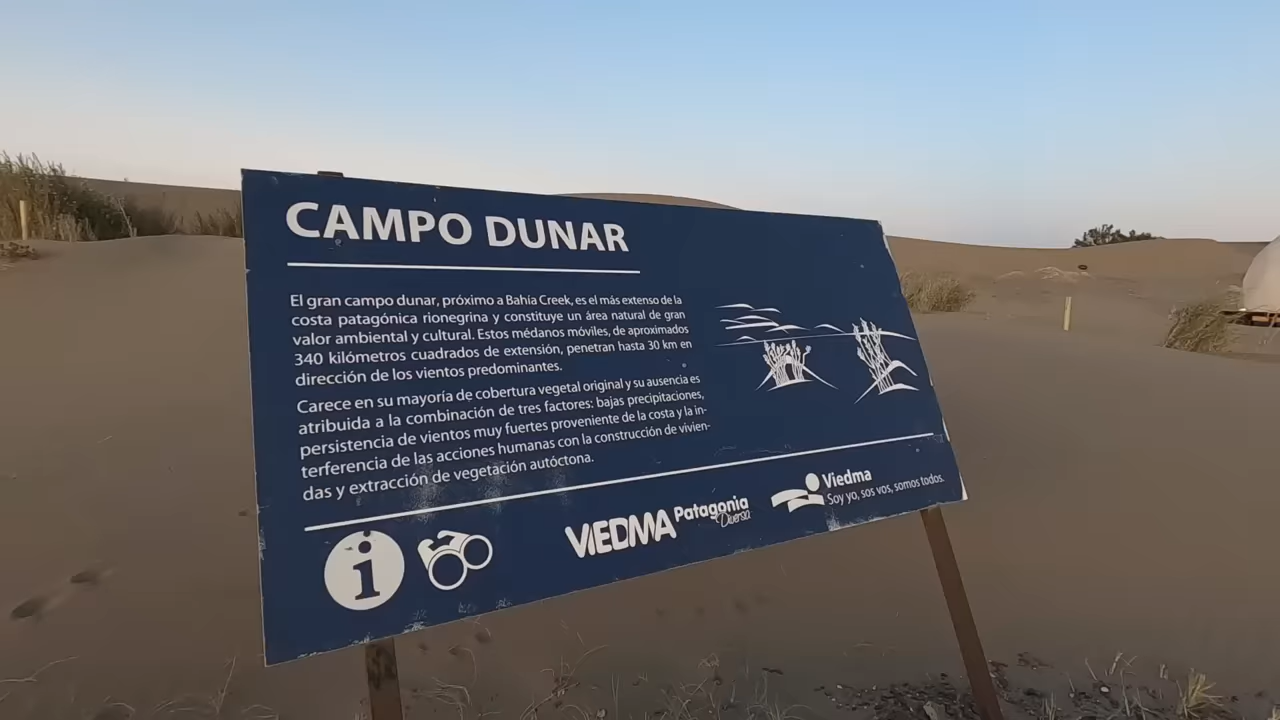 CAMPO DUNAR
El gran campo dunar, próximo a Bahía Creek, es el más extenso de la
costa patagónica rionegrina y constituye un área natural de gran
valor ambiental y cultural. Estos médanos móviles, de aproximados
340 kilómetros cuadrados de extensión, penetran hasta 30 km en
dirección de los vientos predominantes.
Carece en su mayoría de cobertura vegetal original y su ausencia es
atribuida a la combinación de tres factores: bajas precipitaciones,
persistencia de vientos muy fuertes proveniente de la costa y la in-
terferencia de las acciones humanas con la construcción de vivien-
das y extracción de vegetación autóctona.
i
VIEDMA Patagonia
Diversa
Viedma
Soy yo, sos vos, somos todos.